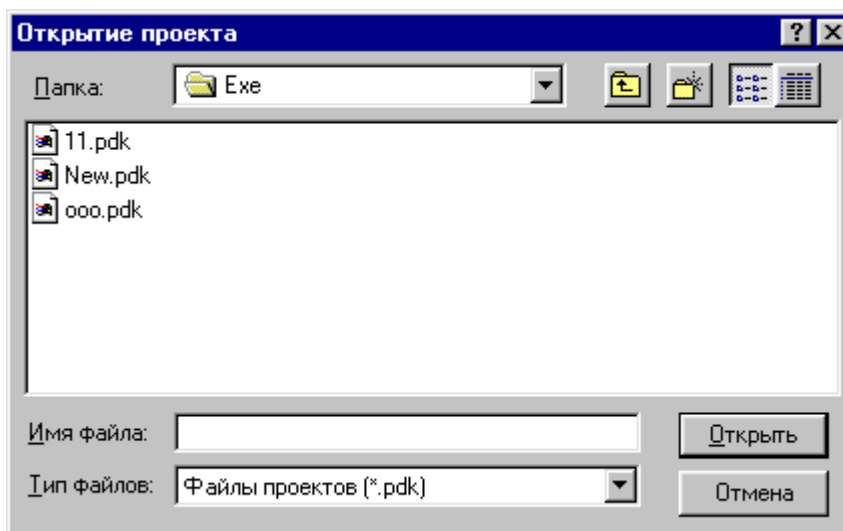 Открытие проекта
Папка: Exe
11.pdk
New.pdk
ooo.pdk
Имя файла: Открыть
Тип файлов: Файлы проектов (*.pdk) Отмена